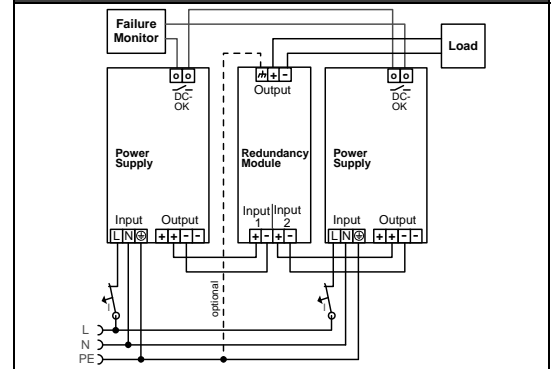 Failure
Monitor
Load
+ -
Output
DC-
OK
DC-
OK
Power
Supply
Redundancy
Module
Power
Supply
Input Output
L N + + - -
Input Input
1 2
+ - + -
Input Output
L N + + - -
I
I
optional
L
N
PE